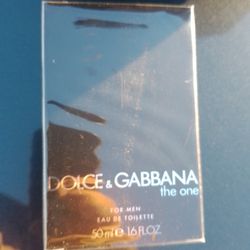 DOLCE & GABBANA
the one
FOR MEN
EAU DE TOILETTE
50 ml e 1.6 FL.OZ